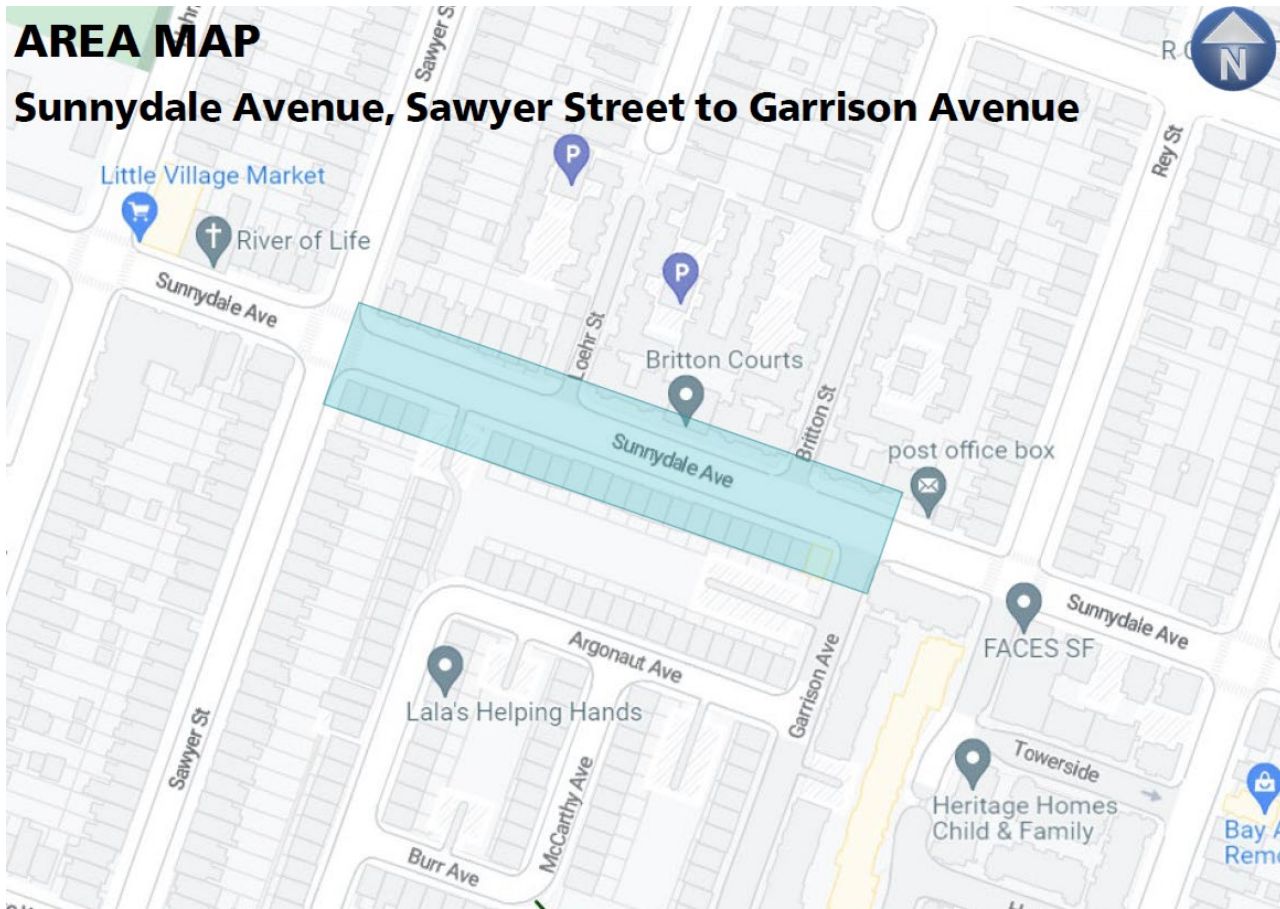 AREA MAP
Sunnydale Avenue, Sawyer Street to Garrison Avenue
N
Sawyer S
Rey St
Little Village Market
River of Life
Sunnydale Ave
Loehr St
Britton Courts
Britton St
Sunnydale Ave
post office box
Sunnydale Ave
FACES SF
Argonaut Ave
Garrison Ave
Lala's Helping Hands
Sawyer St
McCarthy Ave
Towerside
Heritage Homes
Child & Family
Burr Ave
Bay A
Remo
P
P